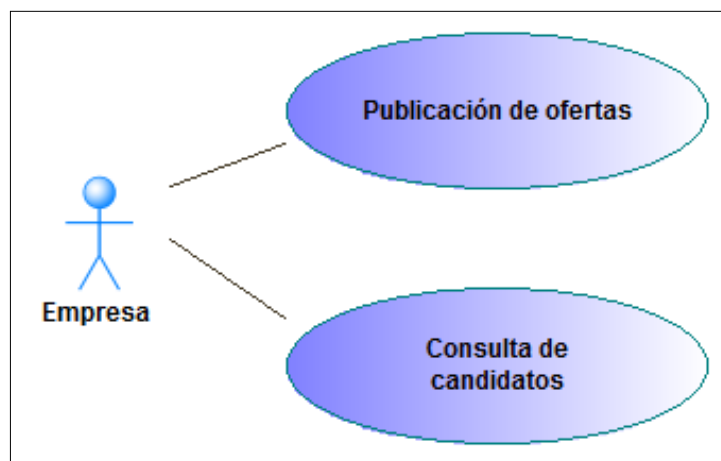 Publicación de ofertas
Empresa
Consulta de
candidatos